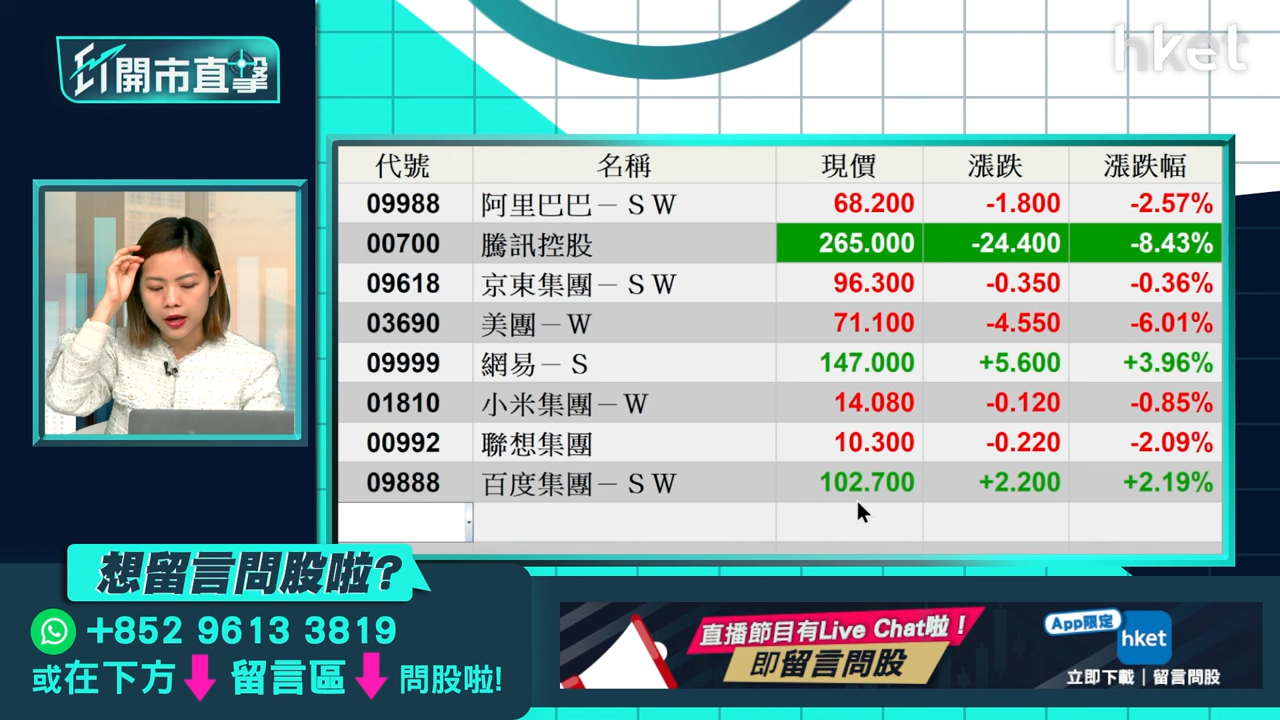 開市直擊
hket
代號 名稱 現價 漲跌 漲跌幅
09988 阿里巴巴－ＳＷ 68.200 -1.800 -2.57%
00700 騰訊控股 265.000 -24.400 -8.43%
09618 京東集團－ＳＷ 96.300 -0.350 -0.36%
03690 美團－W 71.100 -4.550 -6.01%
09999 網易－Ｓ 147.000 +5.600 +3.96%
01810 小米集團－W 14.080 -0.120 -0.85%
00992 聯想集團 10.300 -0.220 -2.09%
09888 百度集團－ＳＷ 102.700 +2.200 +2.19%
想留言問股啦?
+852 9613 3819
或在下方 留言區 問股啦!
直播節目有Live Chat啦！
即留言問股
App限定
hket
立即下載｜留言問股